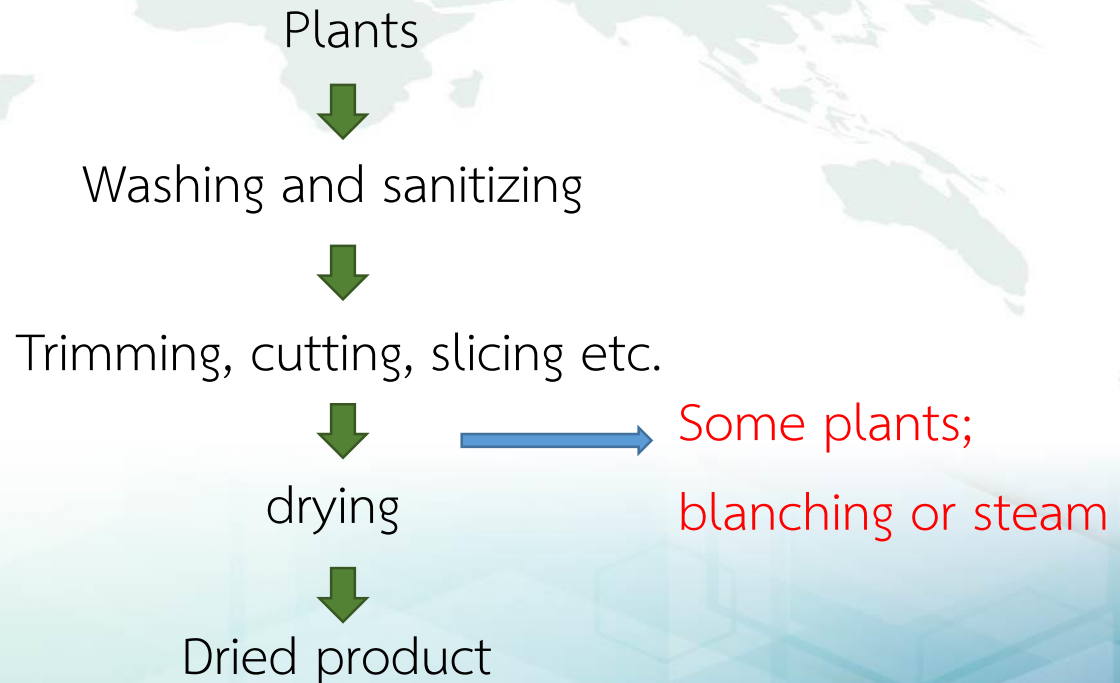 Plants
Washing and sanitizing
Trimming, cutting, slicing etc.
Some plants;
blanching or steam
drying
Dried product